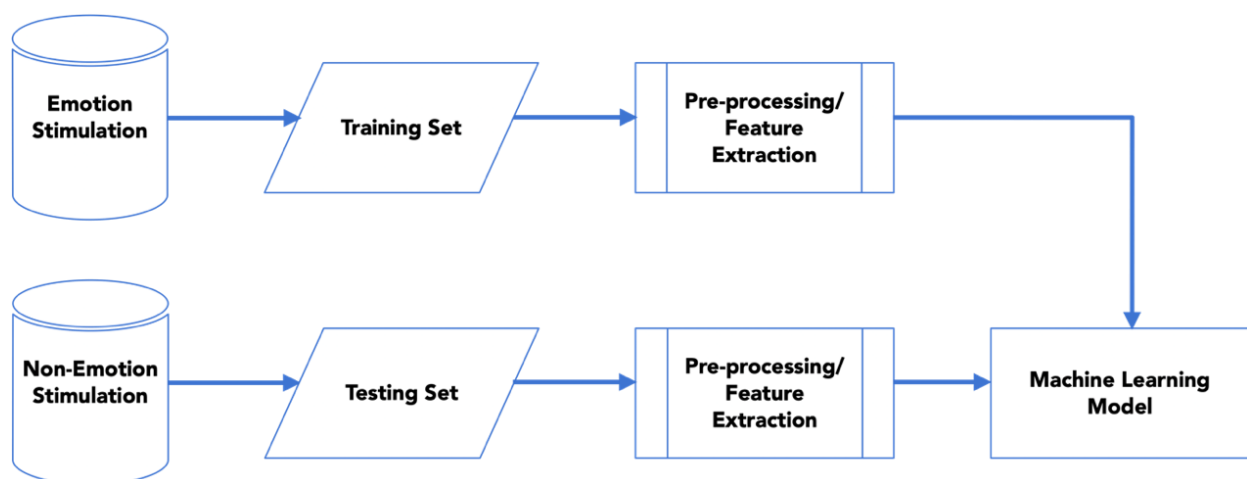 Emotion
Stimulation
Training Set
Pre-processing/
Feature
Extraction
Non-Emotion
Stimulation
Testing Set
Pre-processing/
Feature
Extraction
Machine Learning
Model